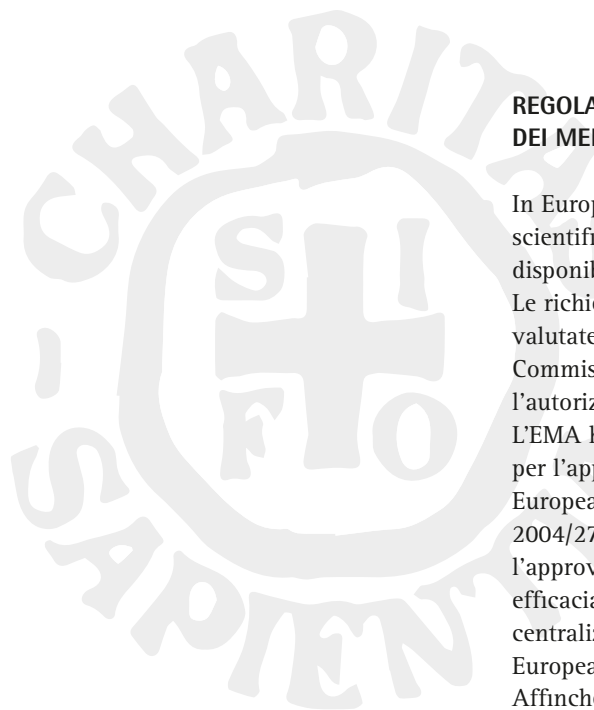 CHARITA
SAPIENT
S I
F O
REGOLA
DEI ME
In Europ
scientifi
disponib
Le richie
valutate
Commis
l'autoriz
L'EMA h
per l'app
Europea
2004/27
l'approv
efficacia
centraliz
Europea
Affinché